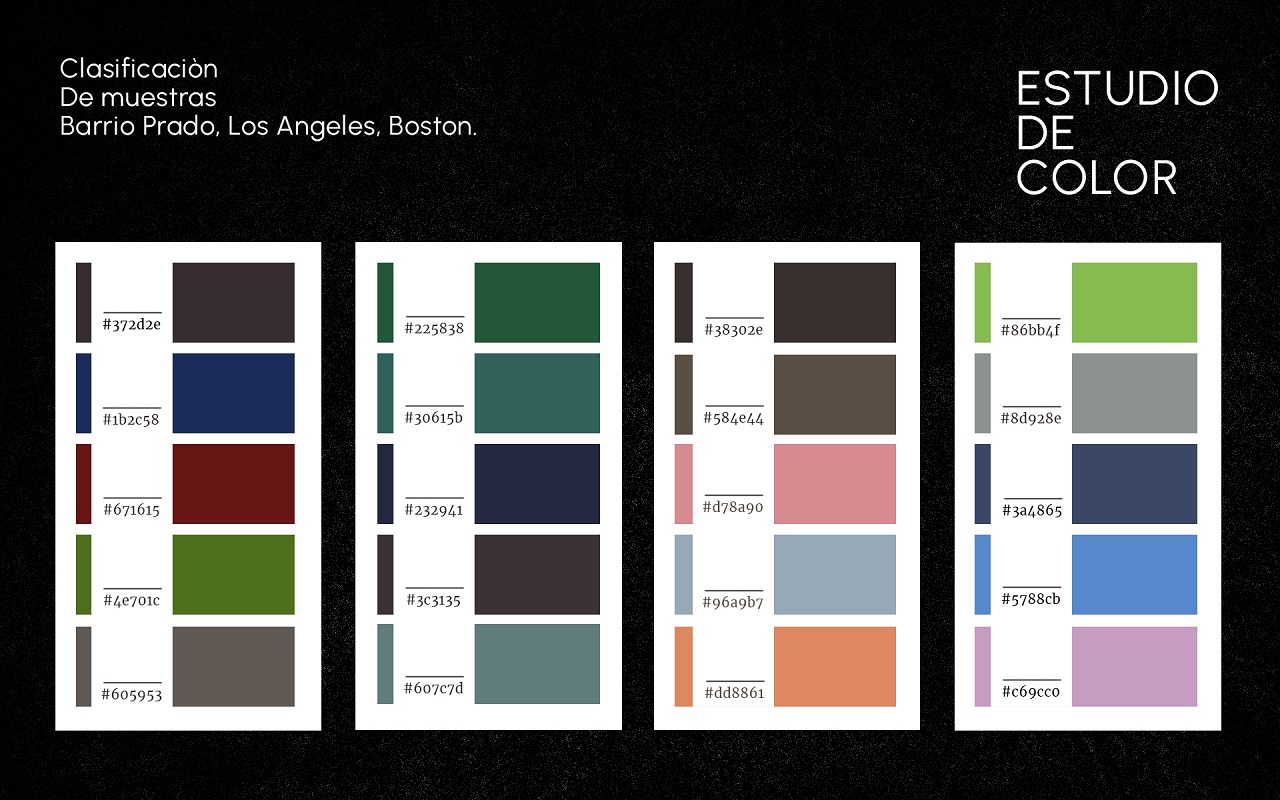 Clasificaciòn
De muestras
Barrio Prado, Los Angeles, Boston.
ESTUDIO
DE
COLOR
#372d2e
#1b2c58
#671615
#4e701c
#605953
#225838
#30615b
#232941
#3c3135
#607c7d
#38302e
#584e44
#d78a90
#96a9b7
#dd8861
#86bb4f
#8d928e
#3a4865
#5788cb
#c69cc0